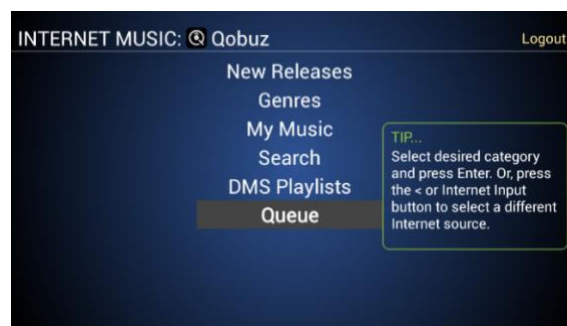 INTERNET MUSIC: Qobuz
Logout
New Releases
Genres
My Music
Search
DMS Playlists
Queue
TIP...
Select desired category
and press Enter. Or, press
the < or Internet Input
button to select a different
Internet source.